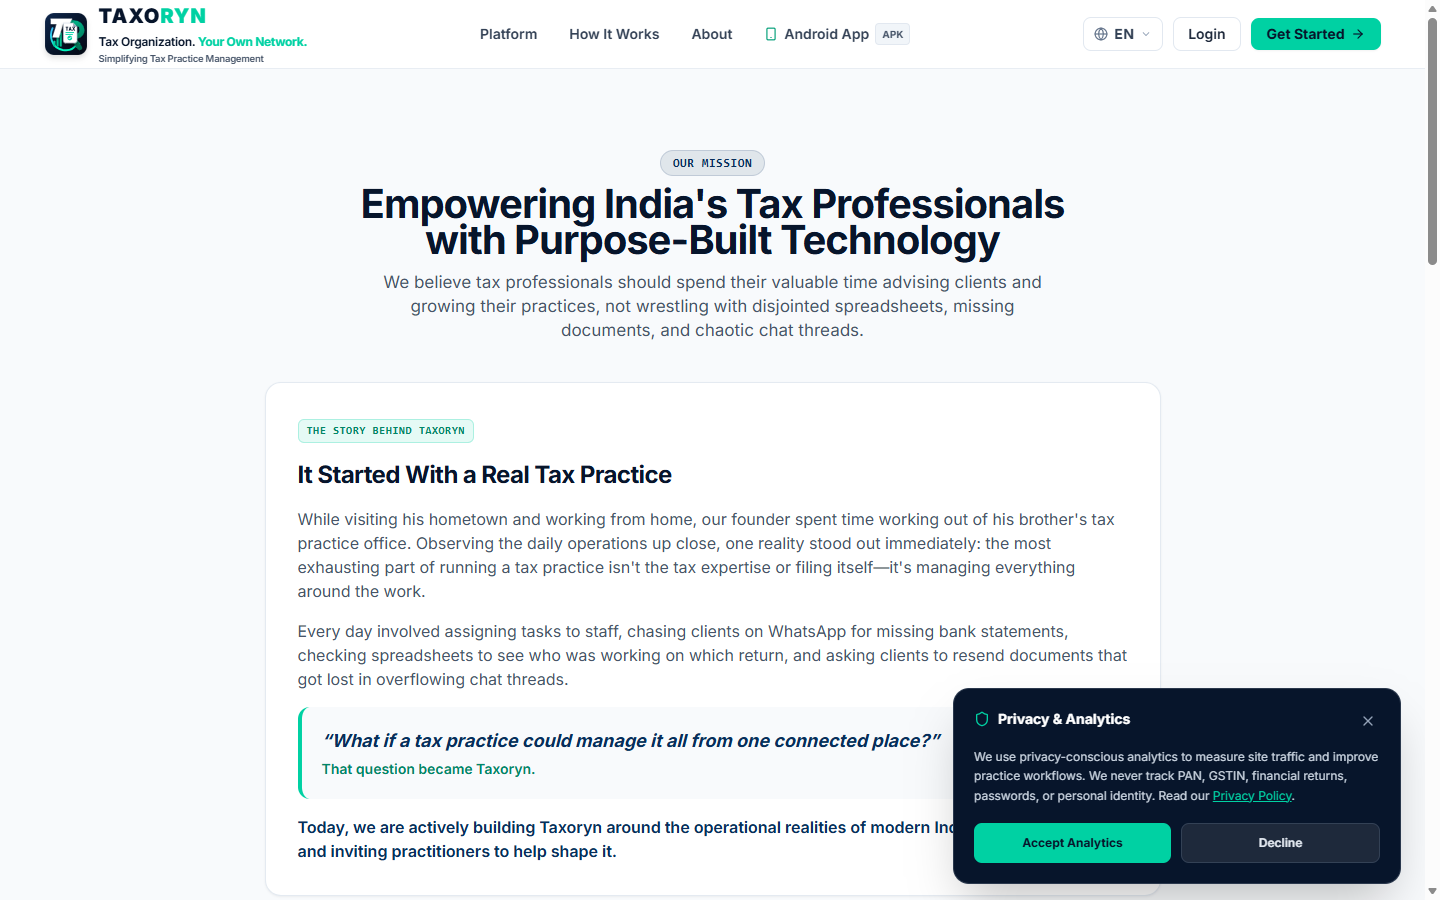 TAXORYN
Tax Organization. Your Own Network.
Simplifying Tax Practice Management
Platform
How It Works
About
Android App APK
EN
Login
Get Started
OUR MISSION
Empowering India's Tax Professionals
with Purpose-Built Technology
We believe tax professionals should spend their valuable time advising clients and
growing their practices, not wrestling with disjointed spreadsheets, missing
documents, and chaotic chat threads.
THE STORY BEHIND TAXORYN
It Started With a Real Tax Practice
While visiting his hometown and working from home, our founder spent time working out of his brother's tax
practice office. Observing the daily operations up close, one reality stood out immediately: the most
exhausting part of running a tax practice isn't the tax expertise or filing itself—it's managing everything
around the work.
Every day involved assigning tasks to staff, chasing clients on WhatsApp for missing bank statements,
checking spreadsheets to see who was working on which return, and asking clients to resend documents that
got lost in overflowing chat threads.
“What if a tax practice could manage it all from one connected place?”
That question became Taxoryn.
Today, we are actively building Taxoryn around the operational realities of modern
and inviting practitioners to help shape it.
Privacy & Analytics
We use privacy-conscious analytics to measure site traffic and improve
practice workflows. We never track PAN, GSTIN, financial returns,
passwords, or personal identity. Read our Privacy Policy.
Accept Analytics
Decline